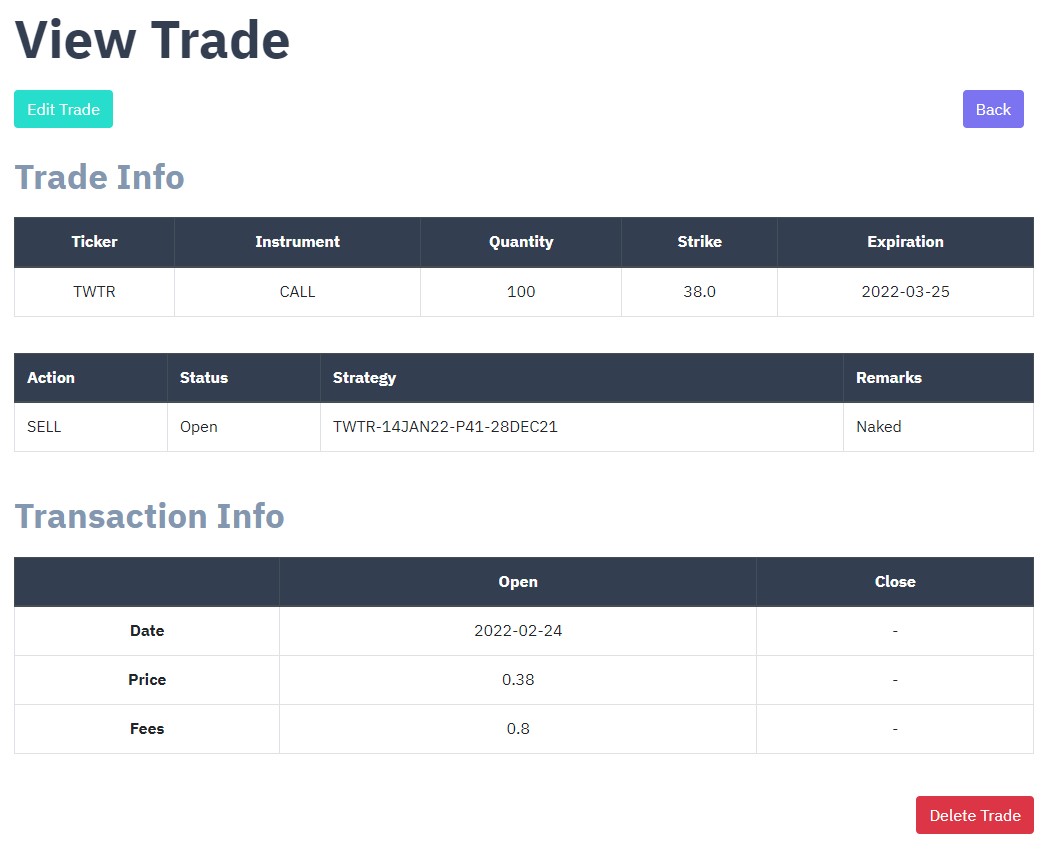 View Trade
Edit Trade Back
Trade Info
Ticker Instrument Quantity Strike Expiration
TWTR CALL 100 38.0 2022-03-25
Action Status Strategy Remarks
SELL Open TWTR-14JAN22-P41-28DEC21 Naked
Transaction Info
Open Close
Date 2022-02-24 -
Price 0.38 -
Fees 0.8 -
Delete Trade